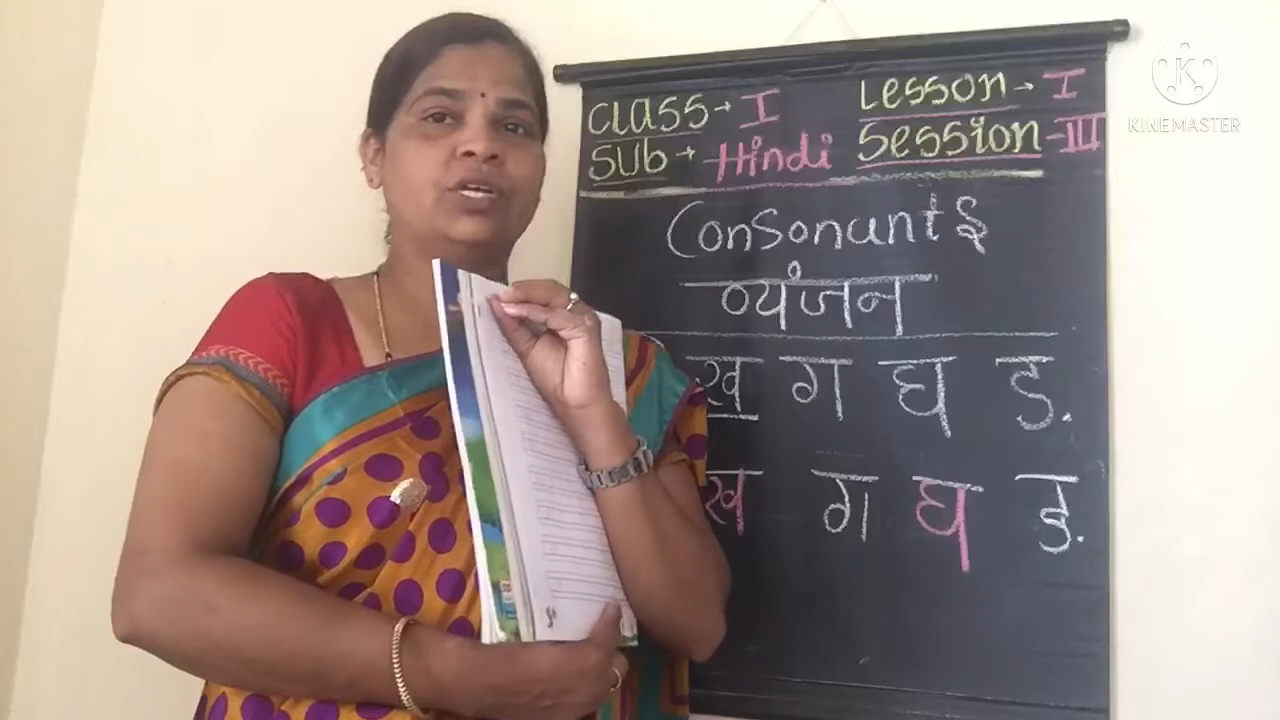 Class → I Lesson → I
Sub → Hindi Session - III
Consonants
व्यंजन
ख ग घ ङ
ख ग घ ङ
KINEMASTER